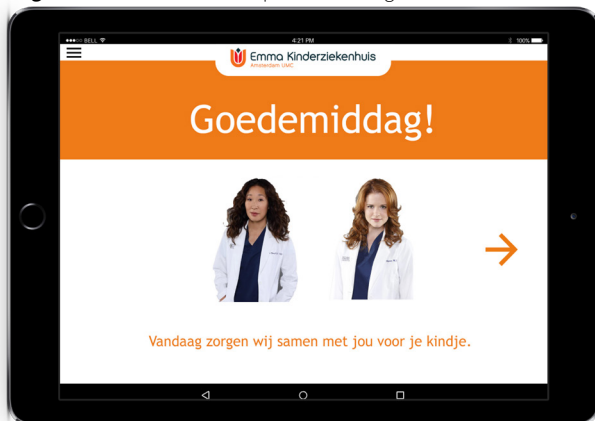 BELL 4:21 PM 100%
Emma Kinderziekenhuis
Amsterdam UMC
Goedemiddag!
Vandaag zorgen wij samen met jou voor je kindje.